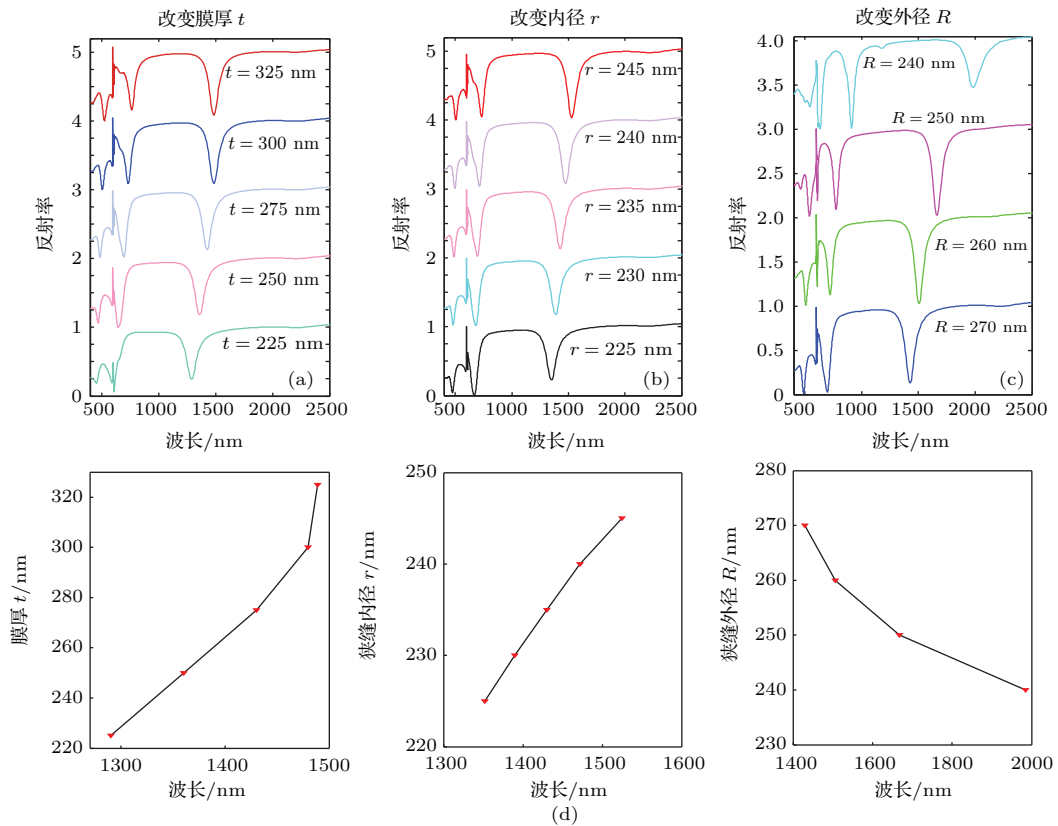 改变膜厚 t
改变内径 r
改变外径 R
反射率
5
4
3
2
1
0
t = 325 nm
t = 300 nm
t = 275 nm
t = 250 nm
t = 225 nm
(a)
500 1000 1500 2000 2500
波长/nm
反射率
5
4
3
2
1
0
r = 245 nm
r = 240 nm
r = 235 nm
r = 230 nm
r = 225 nm
(b)
500 1000 1500 2000 2500
波长/nm
反射率
4.0
3.5
3.0
2.5
2.0
1.5
1.0
0.5
0
R = 240 nm
R = 250 nm
R = 260 nm
R = 270 nm
(c)
500 1000 1500 2000 2500
波长/nm
膜厚 t/nm
320
300
280
260
240
220
1300 1400 1500
波长/nm
狭缝内径 r/nm
250
240
230
220
1300 1400 1500 1600
波长/nm
狭缝外径 R/nm
280
270
260
250
240
230
1400 1600 1800 2000
波长/nm
(d)